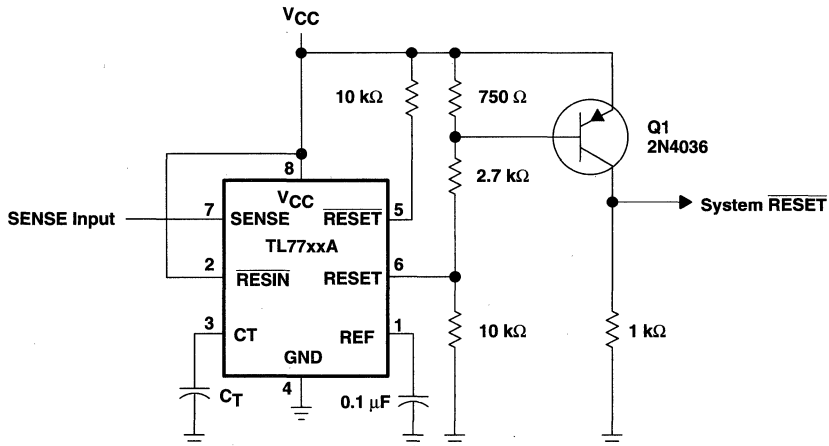 VCC
10 kΩ
750 Ω
Q1
2N4036
8
2.7 kΩ
VCC
SENSE Input
7
SENSE
RESET
5
System RESET
TL77xxA
2
RESIN
RESET
6
3
CT
REF
1
10 kΩ
1 kΩ
GND
4
CT
0.1 µF